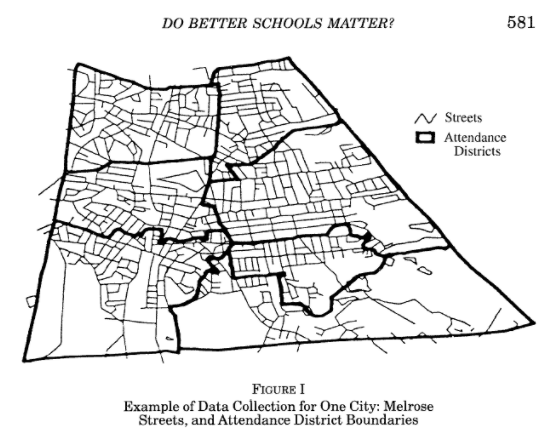 DO BETTER SCHOOLS MATTER? 581
Streets
Attendance
Districts
FIGURE I
Example of Data Collection for One City: Melrose
Streets, and Attendance District Boundaries